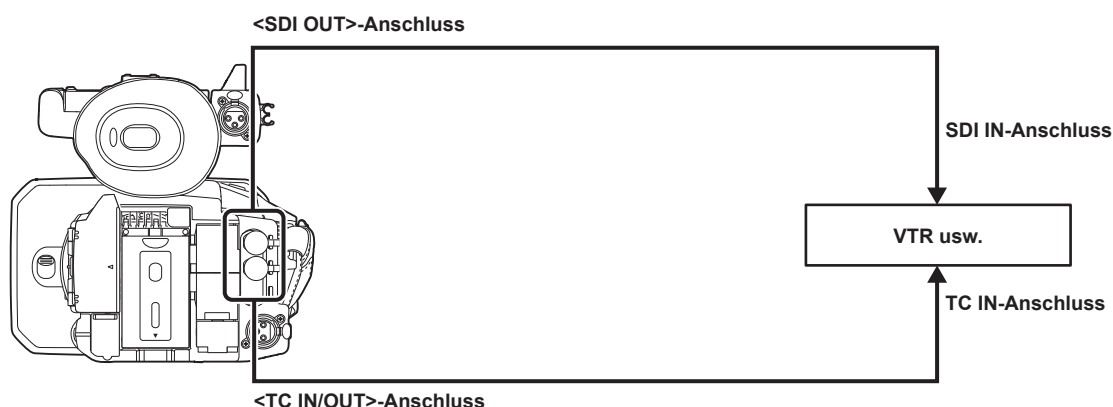 <SDI OUT>-Anschluss
SDI IN-Anschluss
VTR usw.
TC IN-Anschluss
<TC IN/OUT>-Anschluss